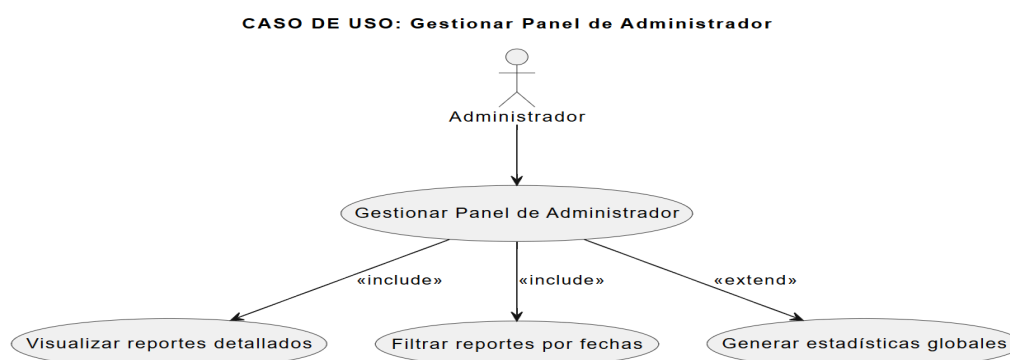 CASO DE USO: Gestionar Panel de Administrador
Administrador
Gestionar Panel de Administrador
«include»
«include»
«extend»
Visualizar reportes detallados
Filtrar reportes por fechas
Generar estadísticas globales